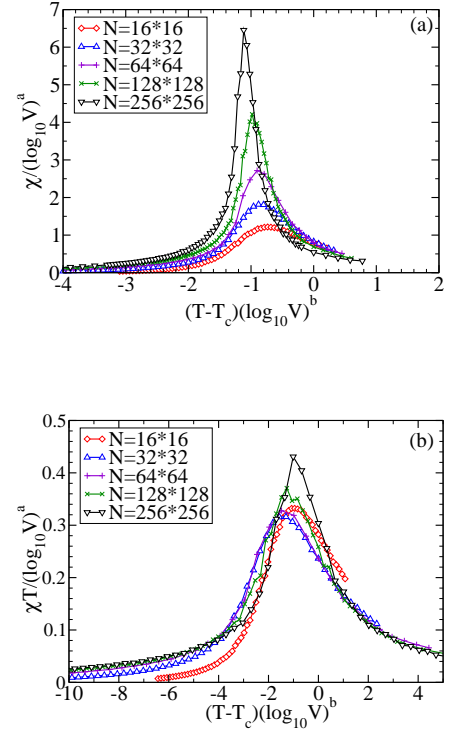 (a)
N=16*16
N=32*32
N=64*64
N=128*128
N=256*256
χ/(log10V)^a
7
6
5
4
3
2
1
0
-4 -3 -2 -1 0 1 2
(T-Tc)(log10V)^b
(b)
N=16*16
N=32*32
N=64*64
N=128*128
N=256*256
χT/(log10V)^a
0.5
0.4
0.3
0.2
0.1
0
-10 -8 -6 -4 -2 0 2 4
(T-Tc)(log10V)^b